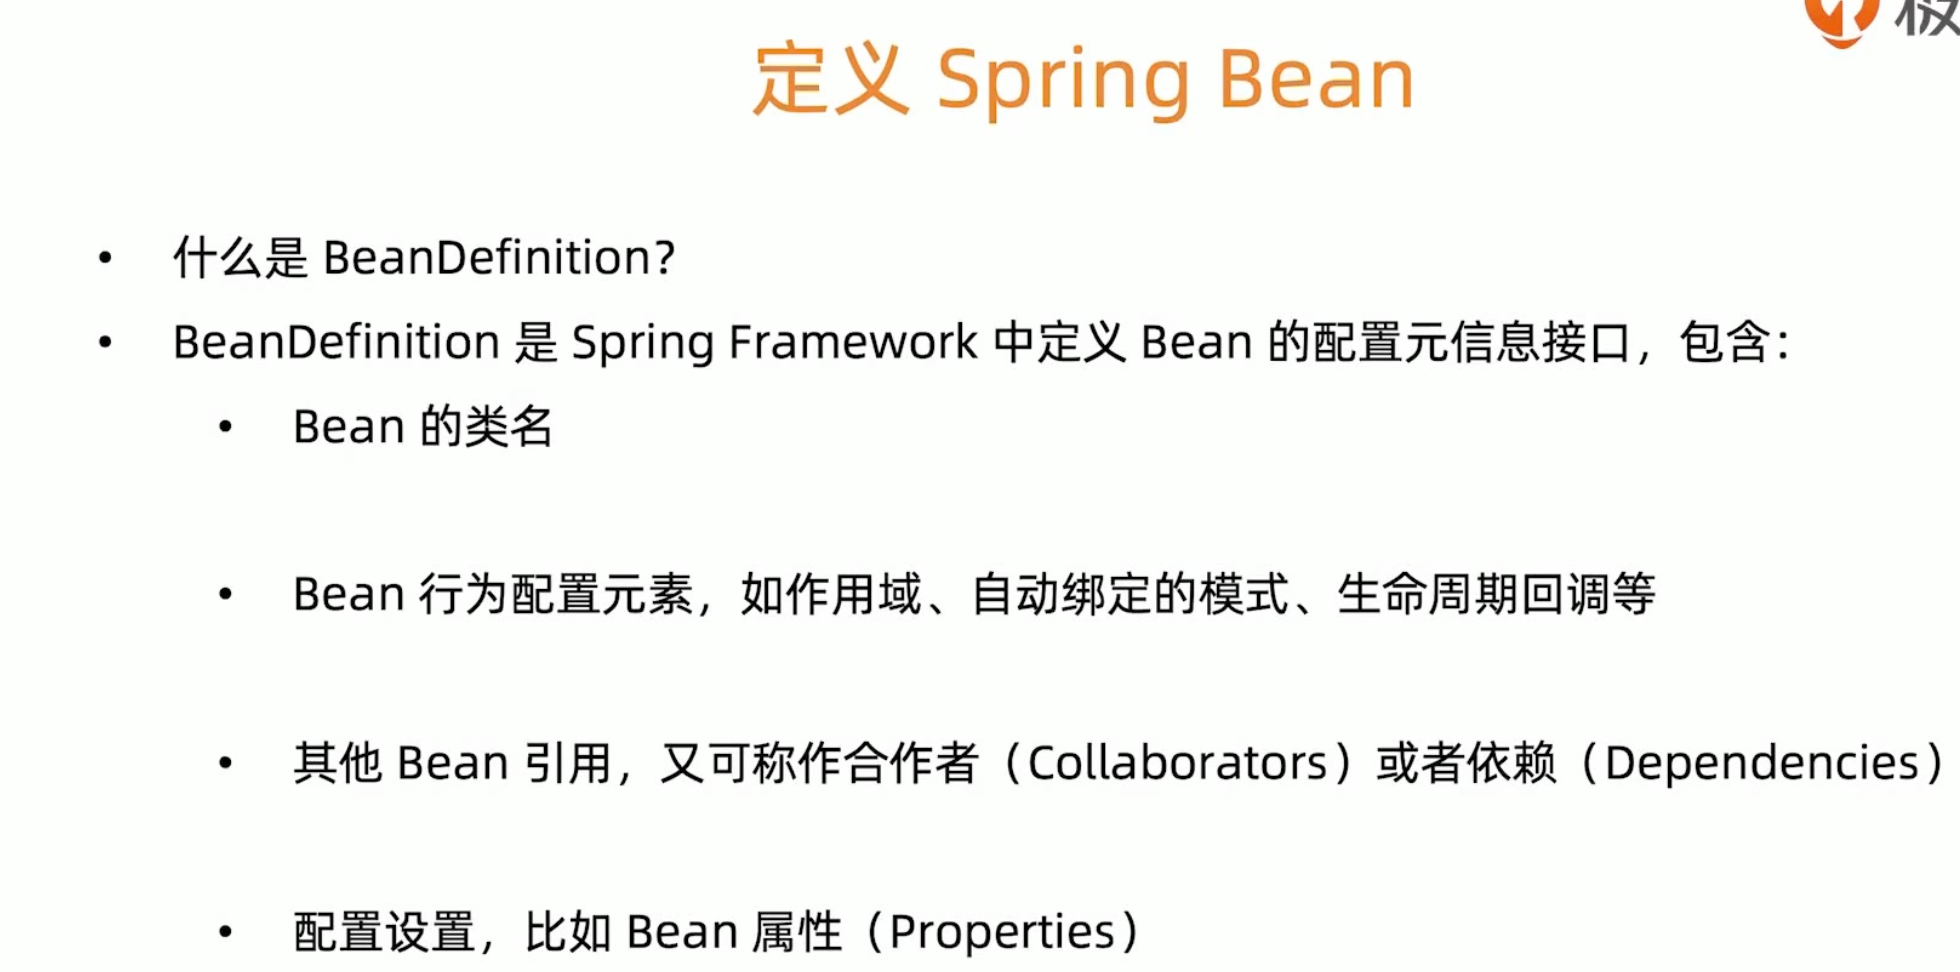 定义 Spring Bean
• 什么是 BeanDefinition？
• BeanDefinition 是 Spring Framework 中定义 Bean 的配置元信息接口，包含：
• Bean 的类名
• Bean 行为配置元素，如作用域、自动绑定的模式、生命周期回调等
• 其他 Bean 引用，又可称作合作者（Collaborators）或者依赖（Dependencies）
• 配置设置，比如 Bean 属性（Properties）